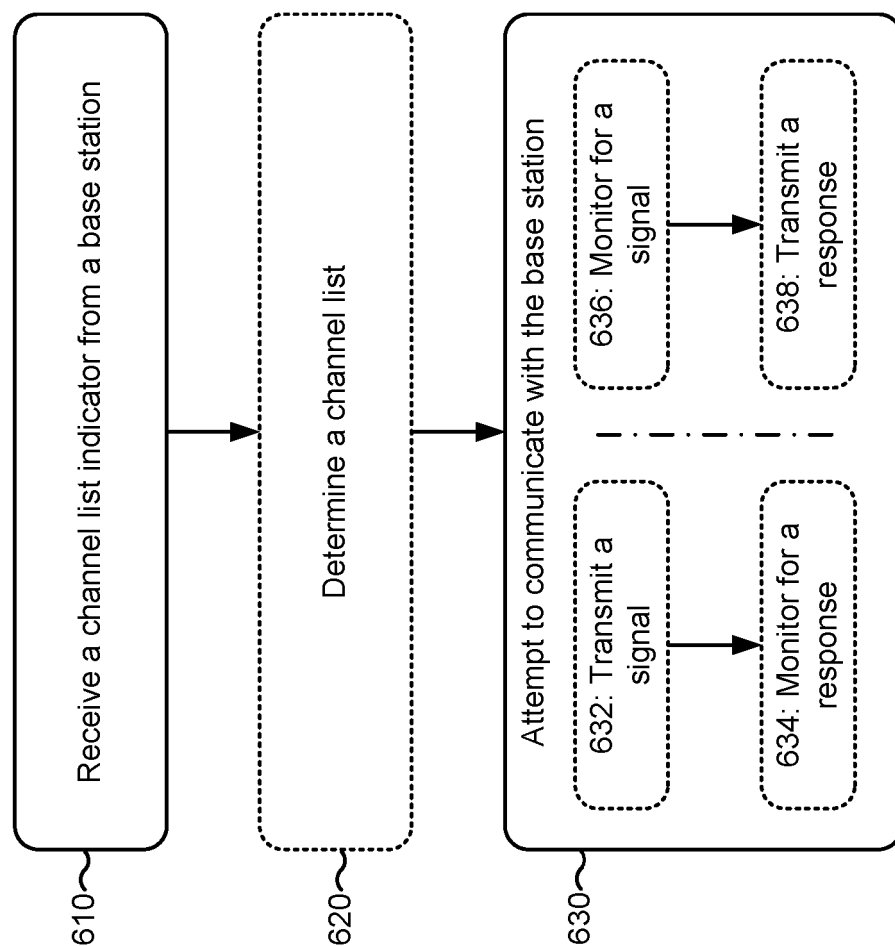 610
Receive a channel list indicator from a base station
620
Determine a channel list
630
Attempt to communicate with the base station
632: Transmit a
signal
634: Monitor for a
response
636: Monitor for a
signal
638: Transmit a
response